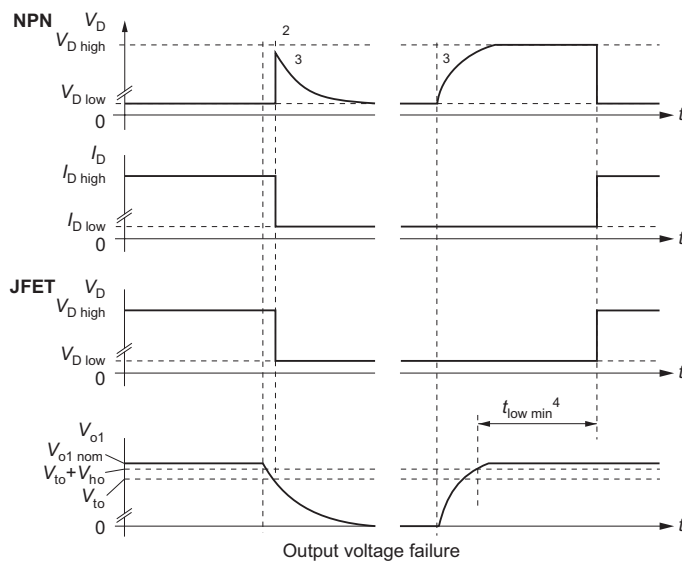 NPN
V_D
V_D high
V_D low
0
2
3
3
t
I_D
I_D high
I_D low
0
t
JFET
V_D
V_D high
V_D low
0
t
t_low min^4
V_o1
V_o1 nom
V_to + V_ho
V_to
0
t
Output voltage failure